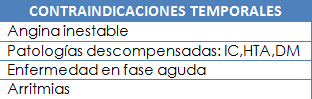 CONTRAINDICACIONES TEMPORALES
Angina inestable
Patologías descompensadas: IC,HTA,DM
Enfermedad en fase aguda
Arritmias